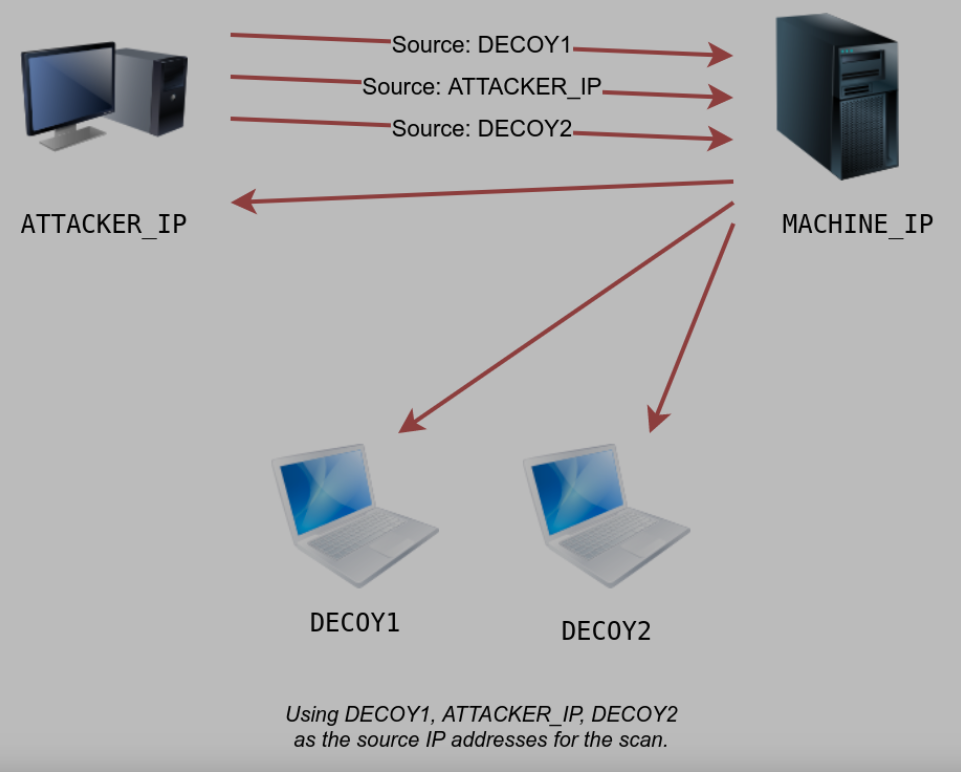 Source: DECOY1
Source: ATTACKER_IP
Source: DECOY2
ATTACKER_IP
MACHINE_IP
DECOY1
DECOY2
Using DECOY1, ATTACKER_IP, DECOY2
as the source IP addresses for the scan.